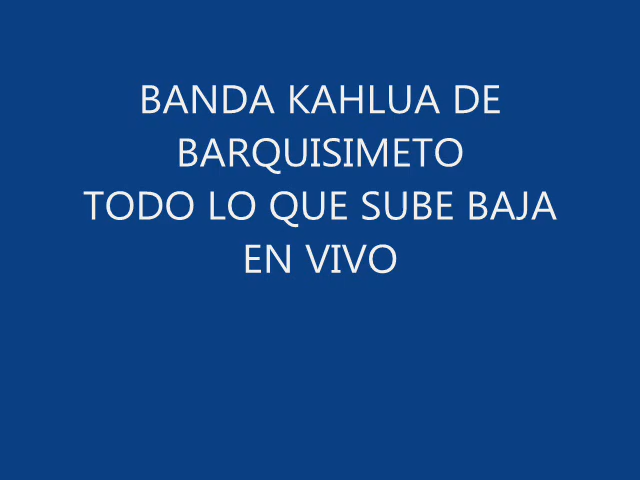 BANDA KAHLUA DE
BARQUISIMETO
TODO LO QUE SUBE BAJA
EN VIVO